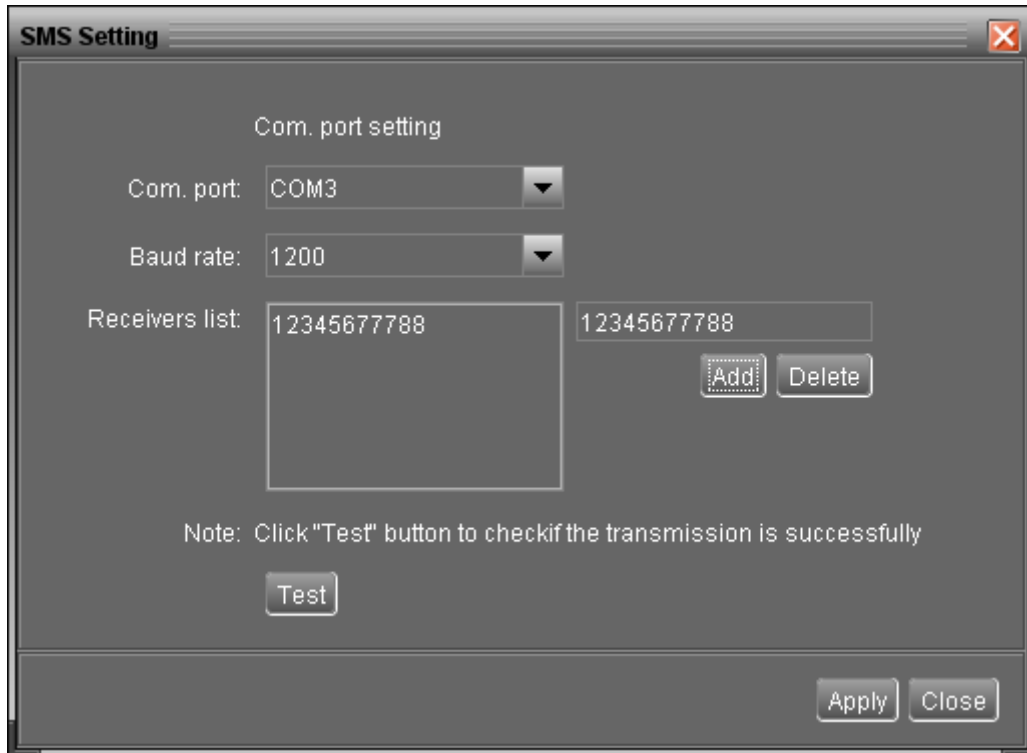 SMS Setting
Com. port setting
Com. port: COM3
Baud rate: 1200
Receivers list: 12345677788 12345677788
Add Delete
Note: Click "Test" button to checkif the transmission is successfully
Test
Apply Close